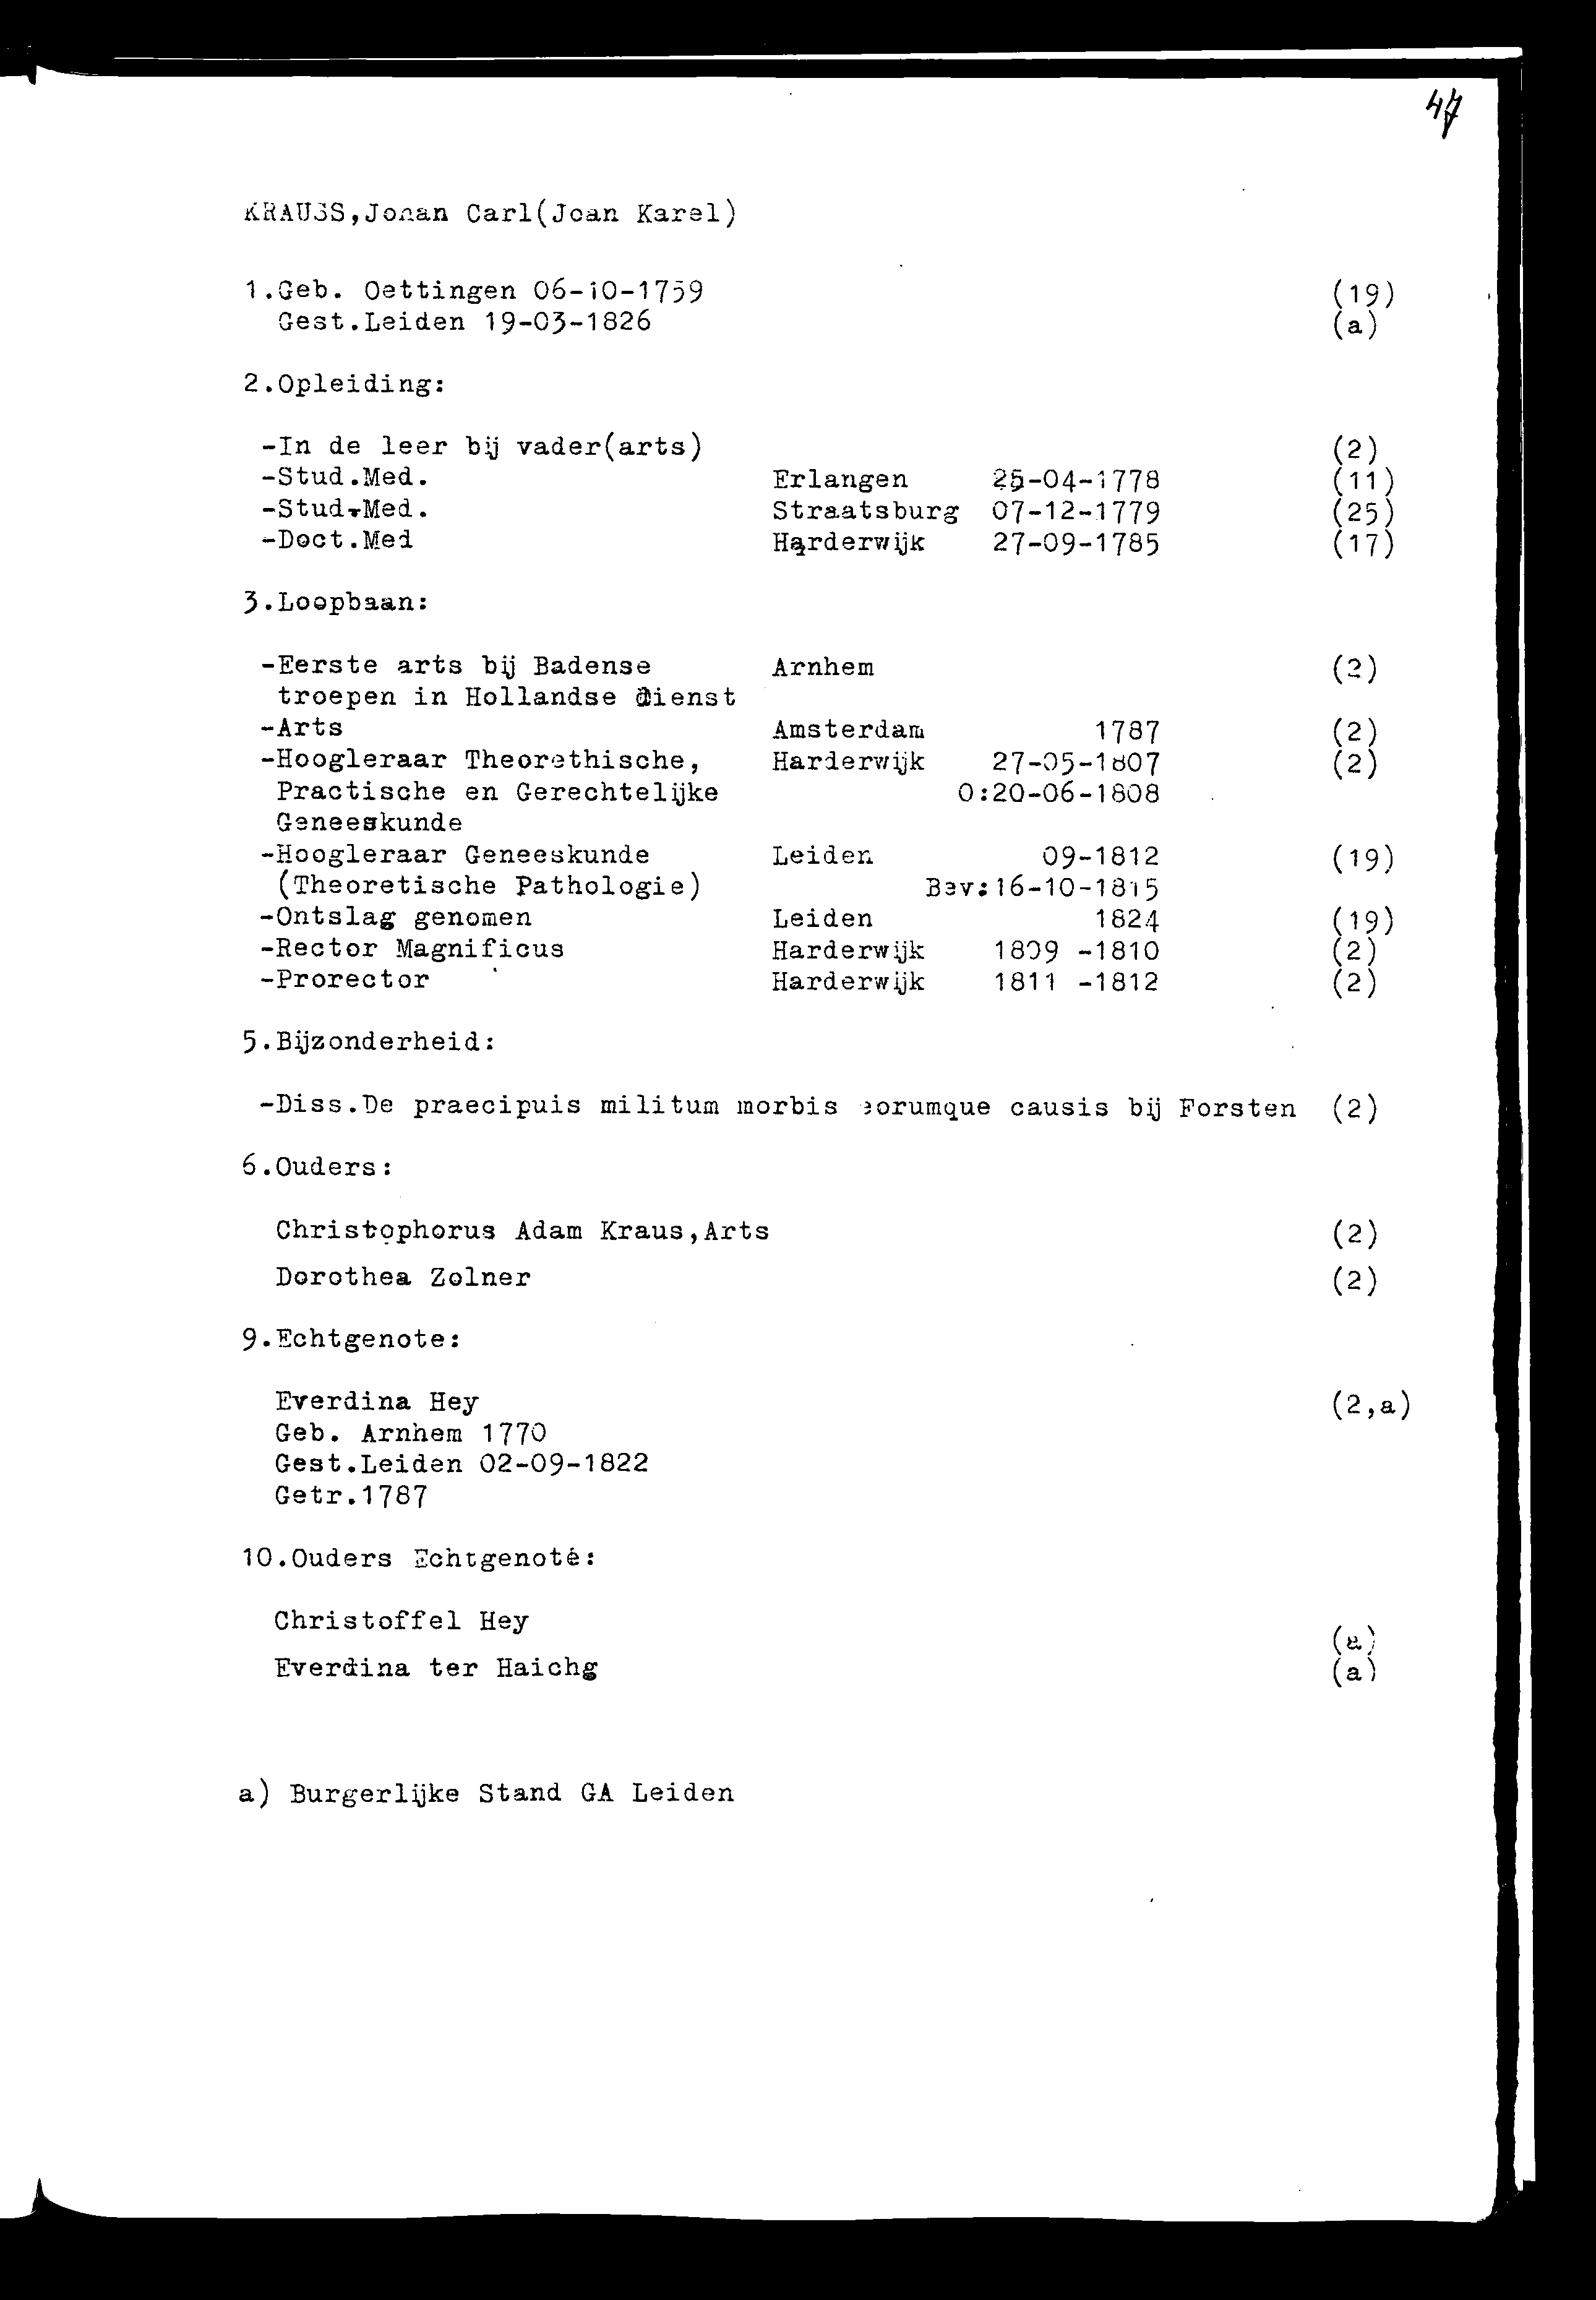 47
KRAUSS,Johan Carl(Joan Karel)
1.Geb. Oettingen 06-10-1759 (19)
Gest.Leiden 19-03-1826 (a)
2.Opleiding:
-In de leer bij vader(arts) (2)
-Stud.Med. Erlangen 25-04-1778 (11)
-Stud.Med. Straatsburg 07-12-1779 (25)
-Doct.Med Harderwijk 27-09-1785 (17)
3.Loopbaan:
-Eerste arts bij Badense Arnhem (2)
troepen in Hollandse dienst
-Arts Amsterdam 1787 (2)
-Hoogleraar Theorethische, Harderwijk 27-05-1807 (2)
Practische en Gerechtelijke O:20-06-1808
Geneeskunde
-Hoogleraar Geneeskunde Leiden 09-1812 (19)
(Theoretische Pathologie) Bev:16-10-1815
-Ontslag genomen Leiden 1824 (19)
-Rector Magnificus Harderwijk 1809 -1810 (2)
-Prorector Harderwijk 1811 -1812 (2)
5.Bijzonderheid:
-Diss.De praecipuis militum morbis eorumque causis bij Forsten (2)
6.Ouders:
Christophorus Adam Kraus,Arts (2)
Dorothea Zolner (2)
9.Echtgenote:
Everdina Hey (2,a)
Geb. Arnhem 1770
Gest.Leiden 02-09-1822
Getr.1787
10.Ouders Echtgenote:
Christoffel Hey (a)
Everdina ter Haichg (a)
a) Burgerlijke Stand GA Leiden